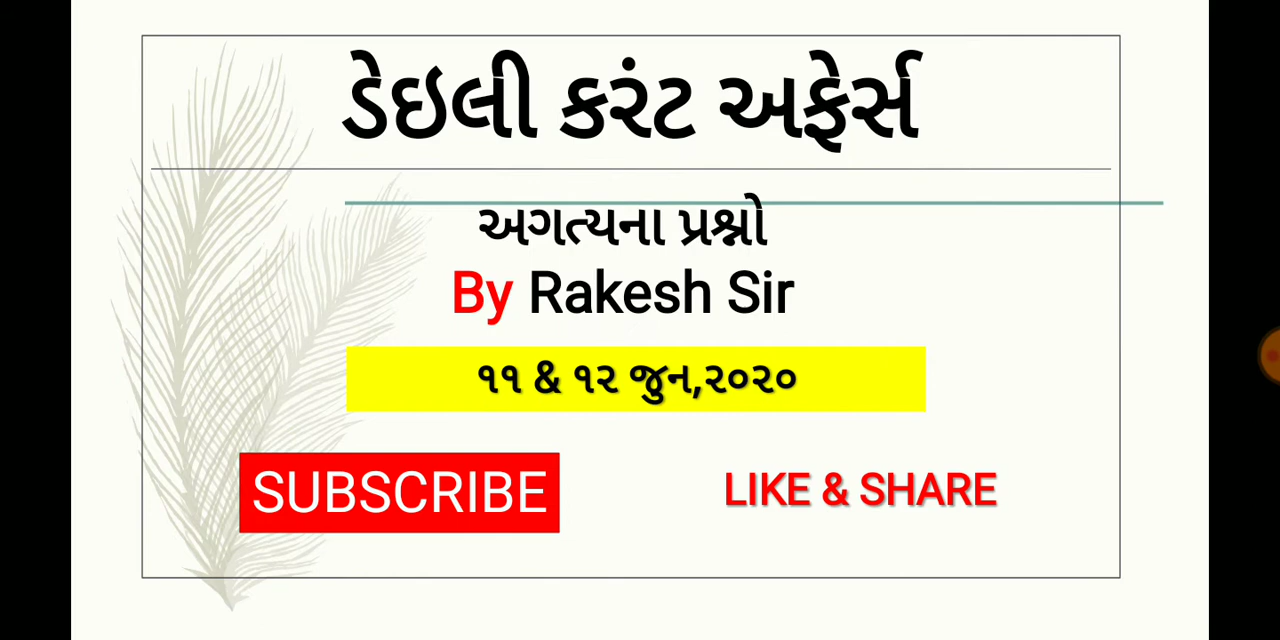 ડેઇલી કરંટ અફેર્સ
અગત્યના પ્રશ્નો
By Rakesh Sir
૧૧ & ૧૨ જુન,૨૦૨૦
SUBSCRIBE
LIKE & SHARE